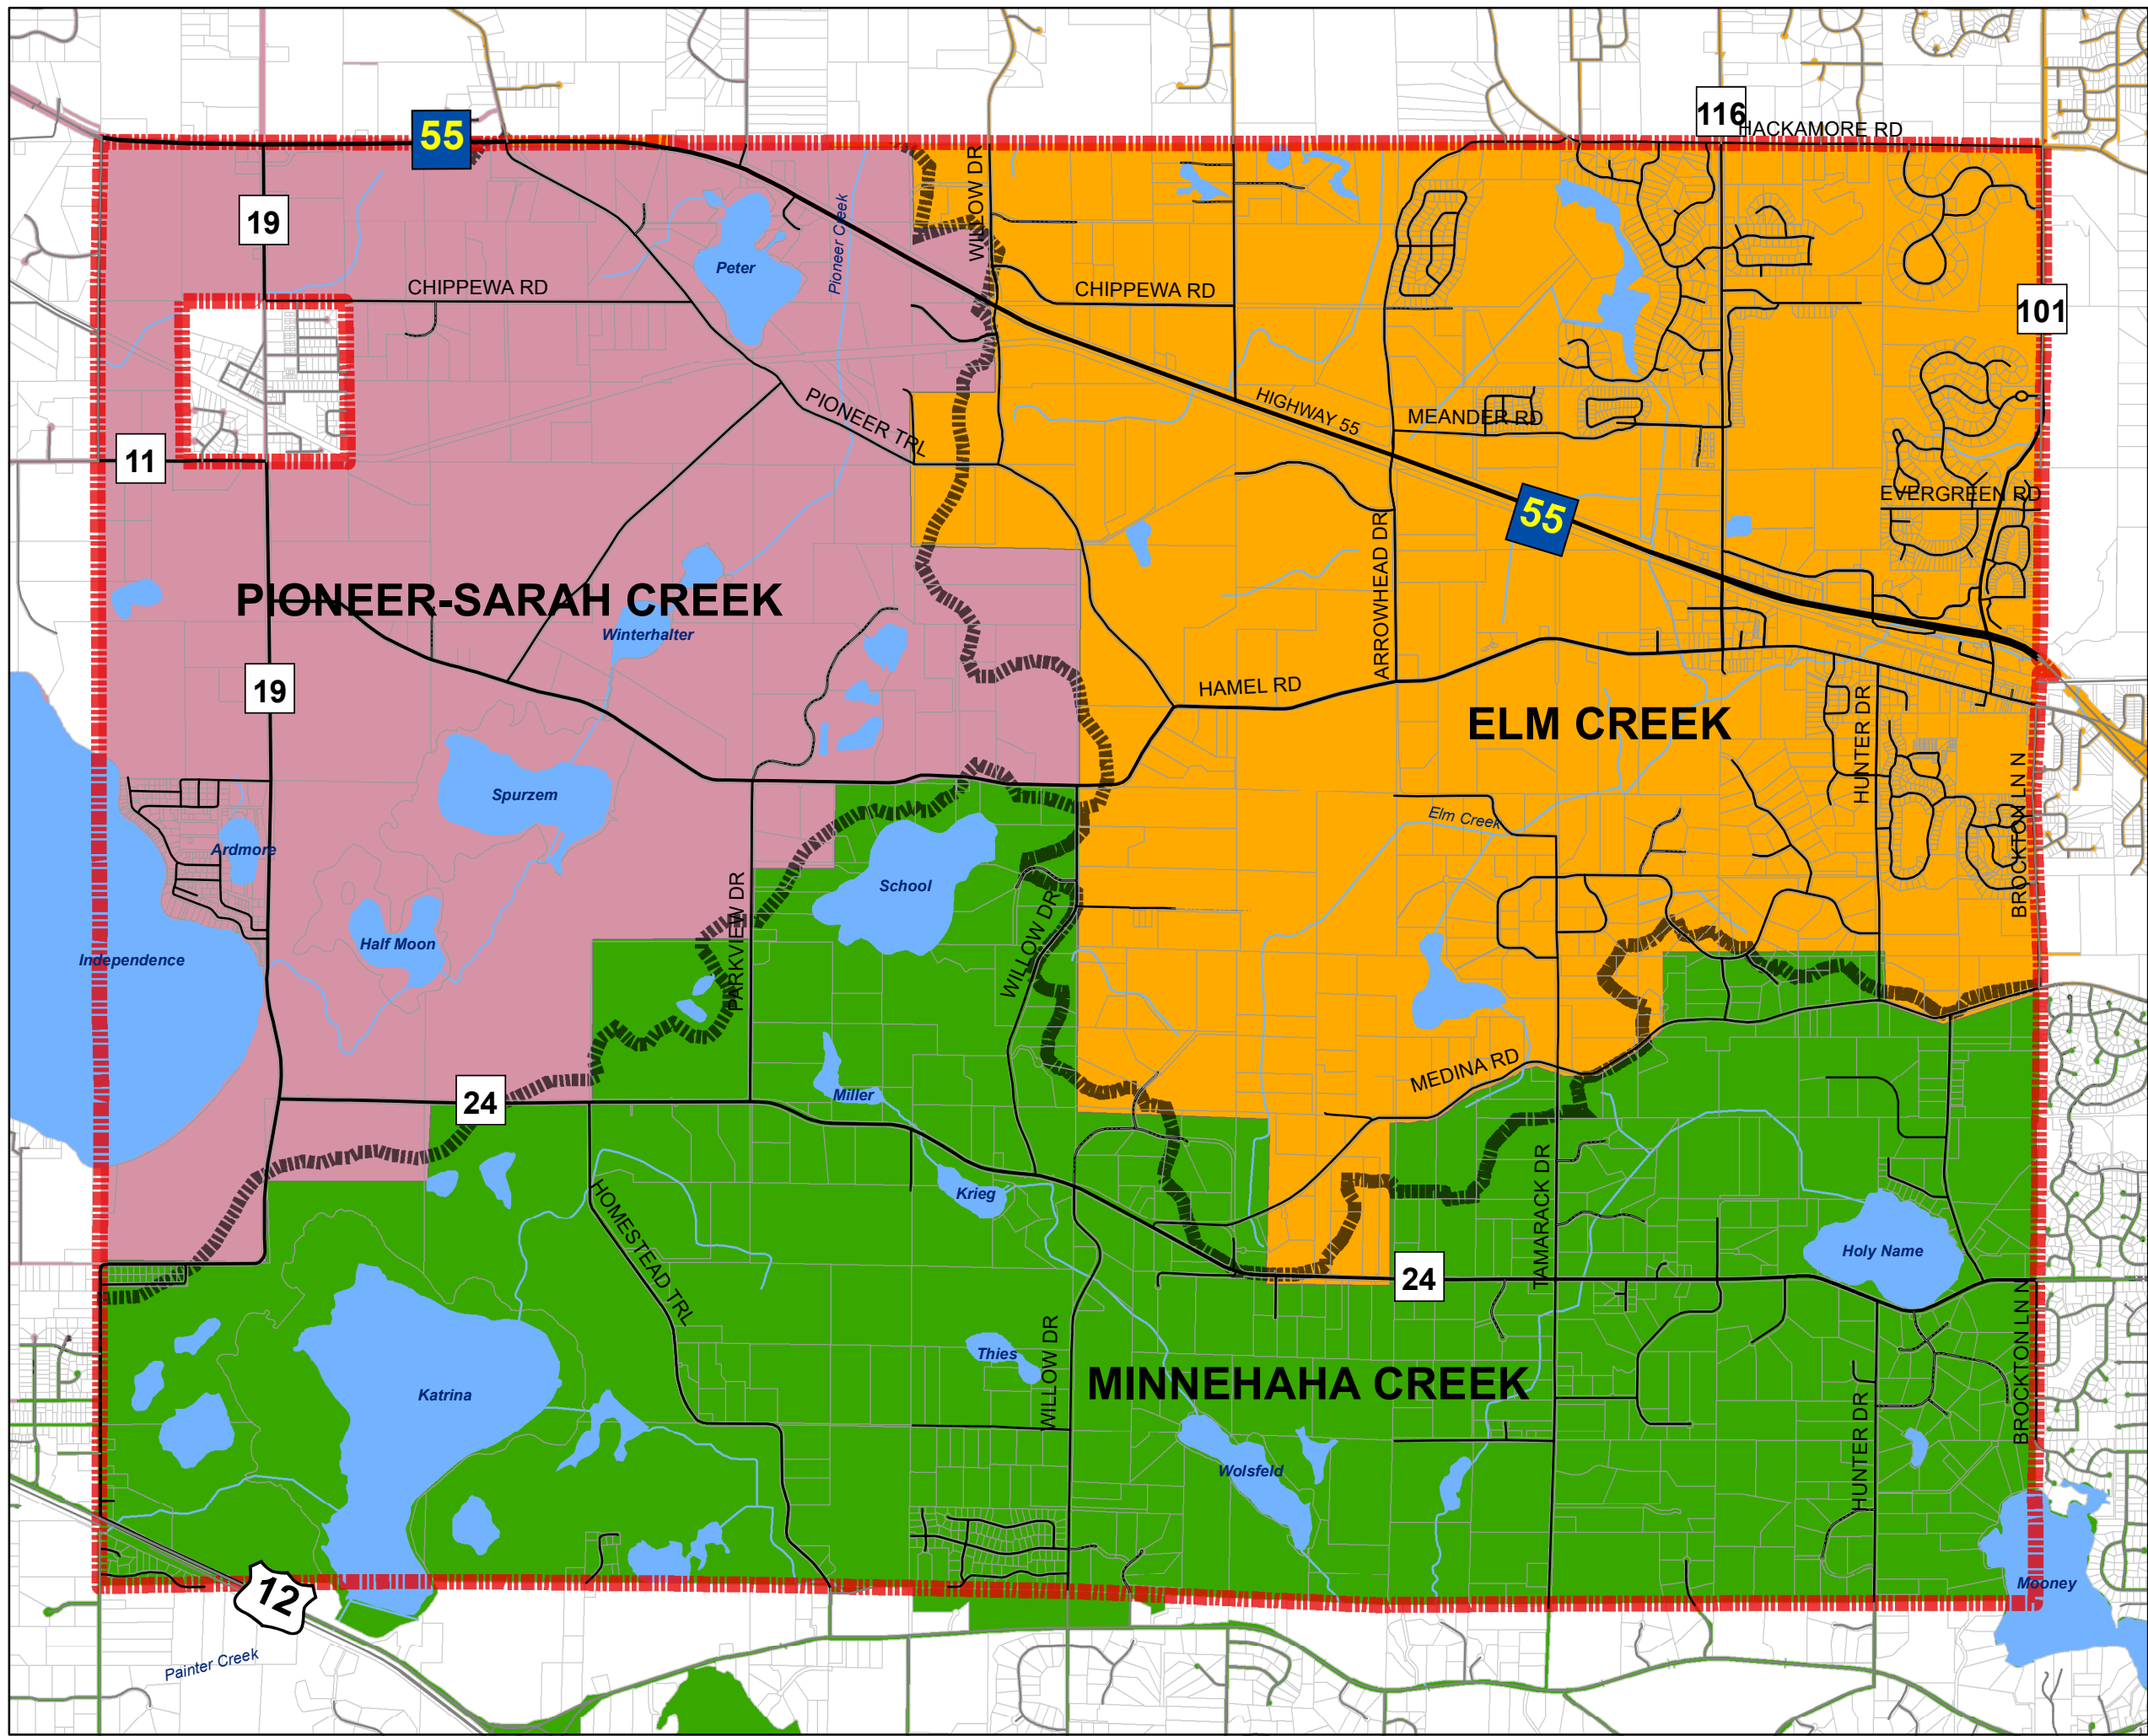 116
HACKAMORE RD
55
WILLOW DR
19
Pioneer Creek
Peter
CHIPPEWA RD
CHIPPEWA RD
101
PIONEER TRL
HIGHWAY 55
MEANDER RD
11
EVERGREEN RD
55
ARROWHEAD DR
PIONEER-SARAH CREEK
Winterhalter
19
HAMEL RD
ELM CREEK
HUNTER DR
Spurzem
BROCKTON LN N
Elm Creek
Ardmore
School
PARKVIEW DR
WILLOW DR
Half Moon
Independence
MEDINA RD
24
Miller
TAMARACK DR
Krieg
HOMESTEAD TRL
Holy Name
24
WILLOW DR
Thies
BROCKTON LN N
MINNEHAHA CREEK
Katrina
HUNTER DR
Wolsfeld
12
Mooney
Painter Creek